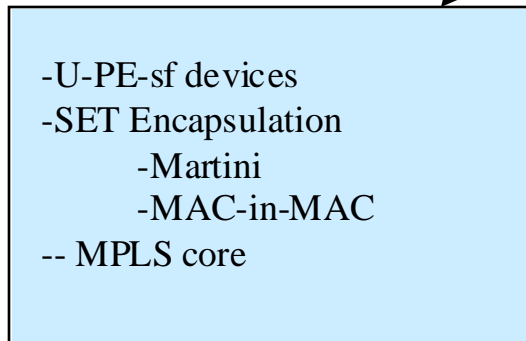 -U-PE-sf devices
-SET Encapsulation
-Martini
-MAC-in-MAC
-- MPLS core